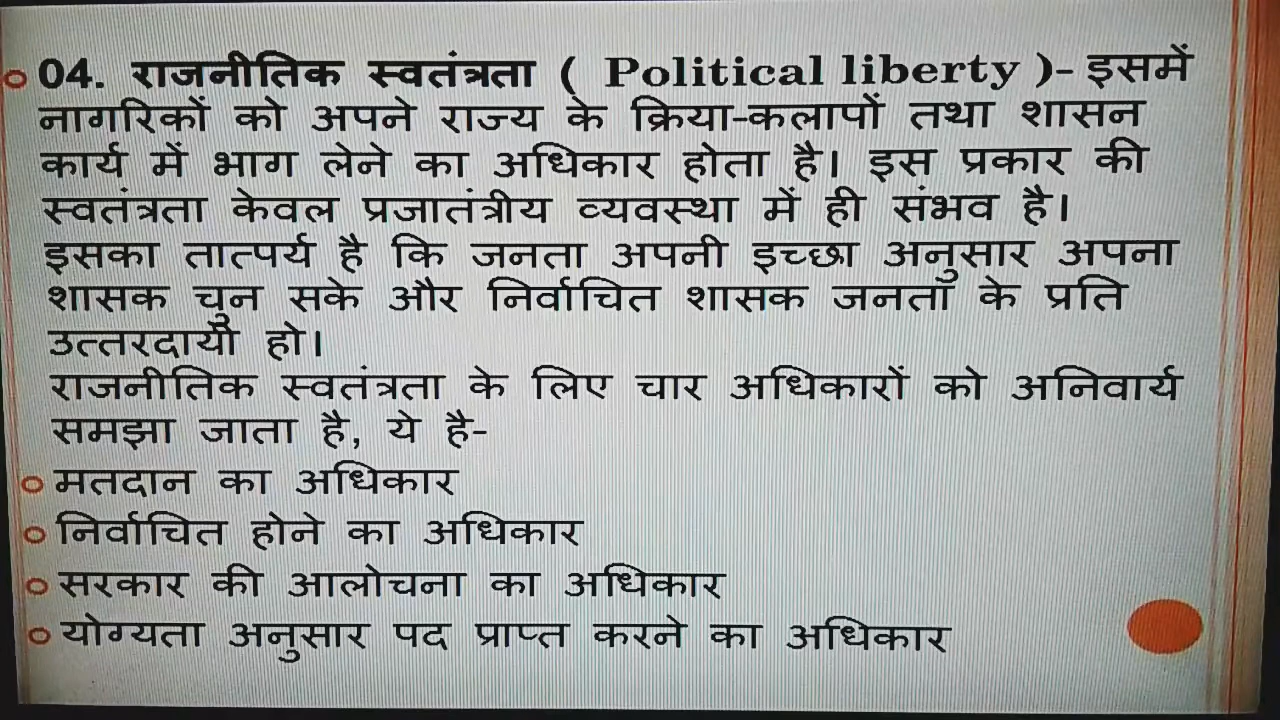 04. राजनीतिक स्वतंत्रता ( Political liberty )- इसमें
नागरिकों को अपने राज्य के क्रिया-कलापों तथा शासन
कार्य में भाग लेने का अधिकार होता है। इस प्रकार की
स्वतंत्रता केवल प्रजातंत्रीय व्यवस्था में ही संभव है।
इसका तात्पर्य है कि जनता अपनी इच्छा अनुसार अपना
शासक चुन सके और निर्वाचित शासक जनता के प्रति
उत्तरदायी हो।
राजनीतिक स्वतंत्रता के लिए चार अधिकारों को अनिवार्य
समझा जाता है, ये है-
मतदान का अधिकार
निर्वाचित होने का अधिकार
सरकार की आलोचना का अधिकार
योग्यता अनुसार पद प्राप्त करने का अधिकार